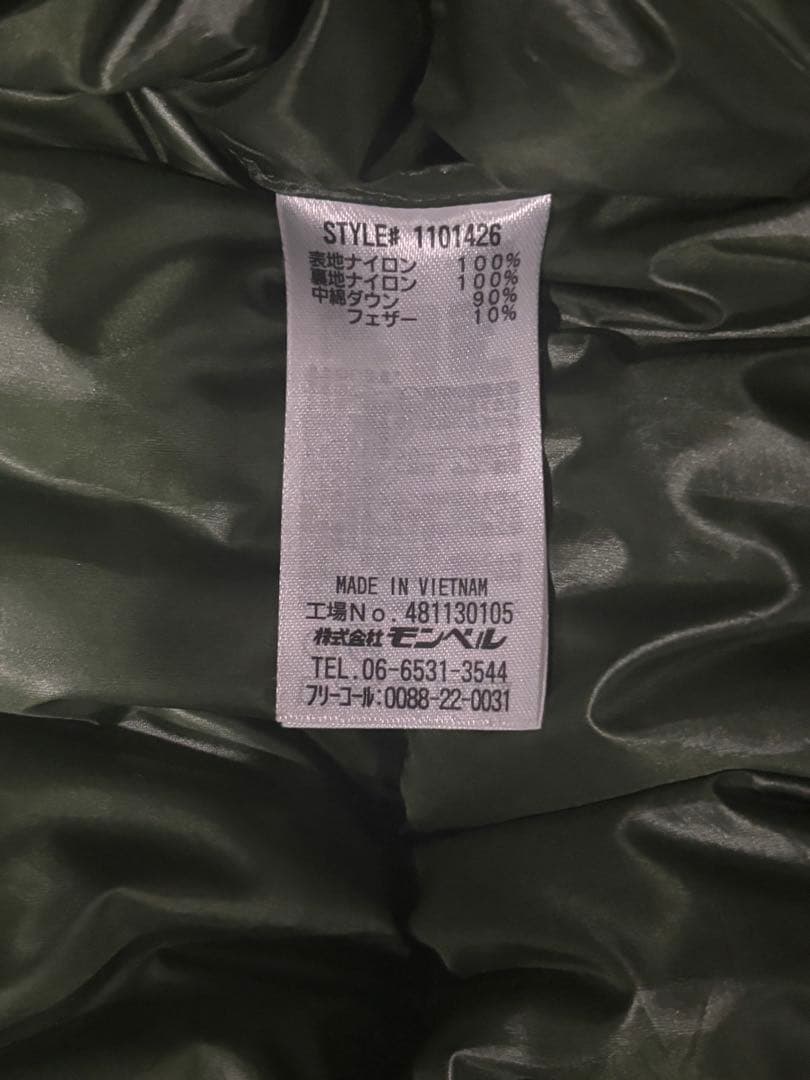 STYLE# 1101426
表地ナイロン 100%
裏地ナイロン 100%
中綿ダウン 90%
フェザー 10%
MADE IN VIETNAM
工場No. 481130105
株式会社 モンベル
TEL.06-6531-3544
フリーコール:0088-22-0031